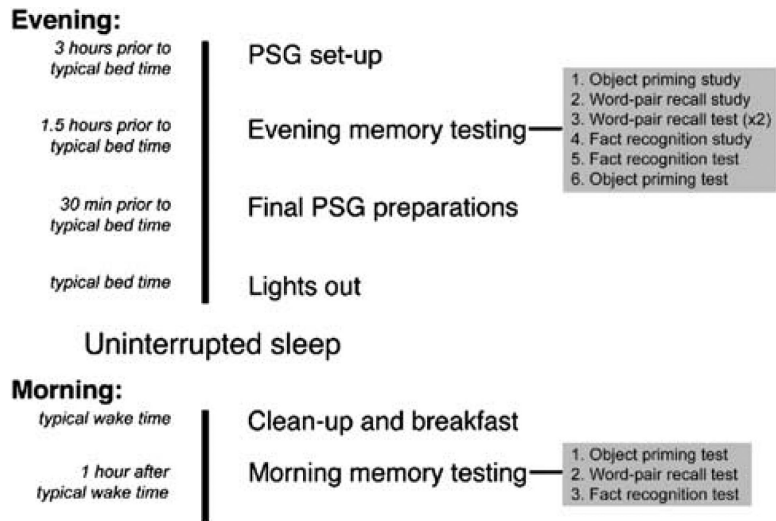 Evening:
3 hours prior to
typical bed time
PSG set-up
1.5 hours prior to
typical bed time
Evening memory testing
1. Object priming study
2. Word-pair recall study
3. Word-pair recall test (x2)
4. Fact recognition study
5. Fact recognition test
6. Object priming test
30 min prior to
typical bed time
Final PSG preparations
typical bed time
Lights out
Uninterrupted sleep
Morning:
typical wake time
Clean-up and breakfast
1 hour after
typical wake time
Morning memory testing
1. Object priming test
2. Word-pair recall test
3. Fact recognition test